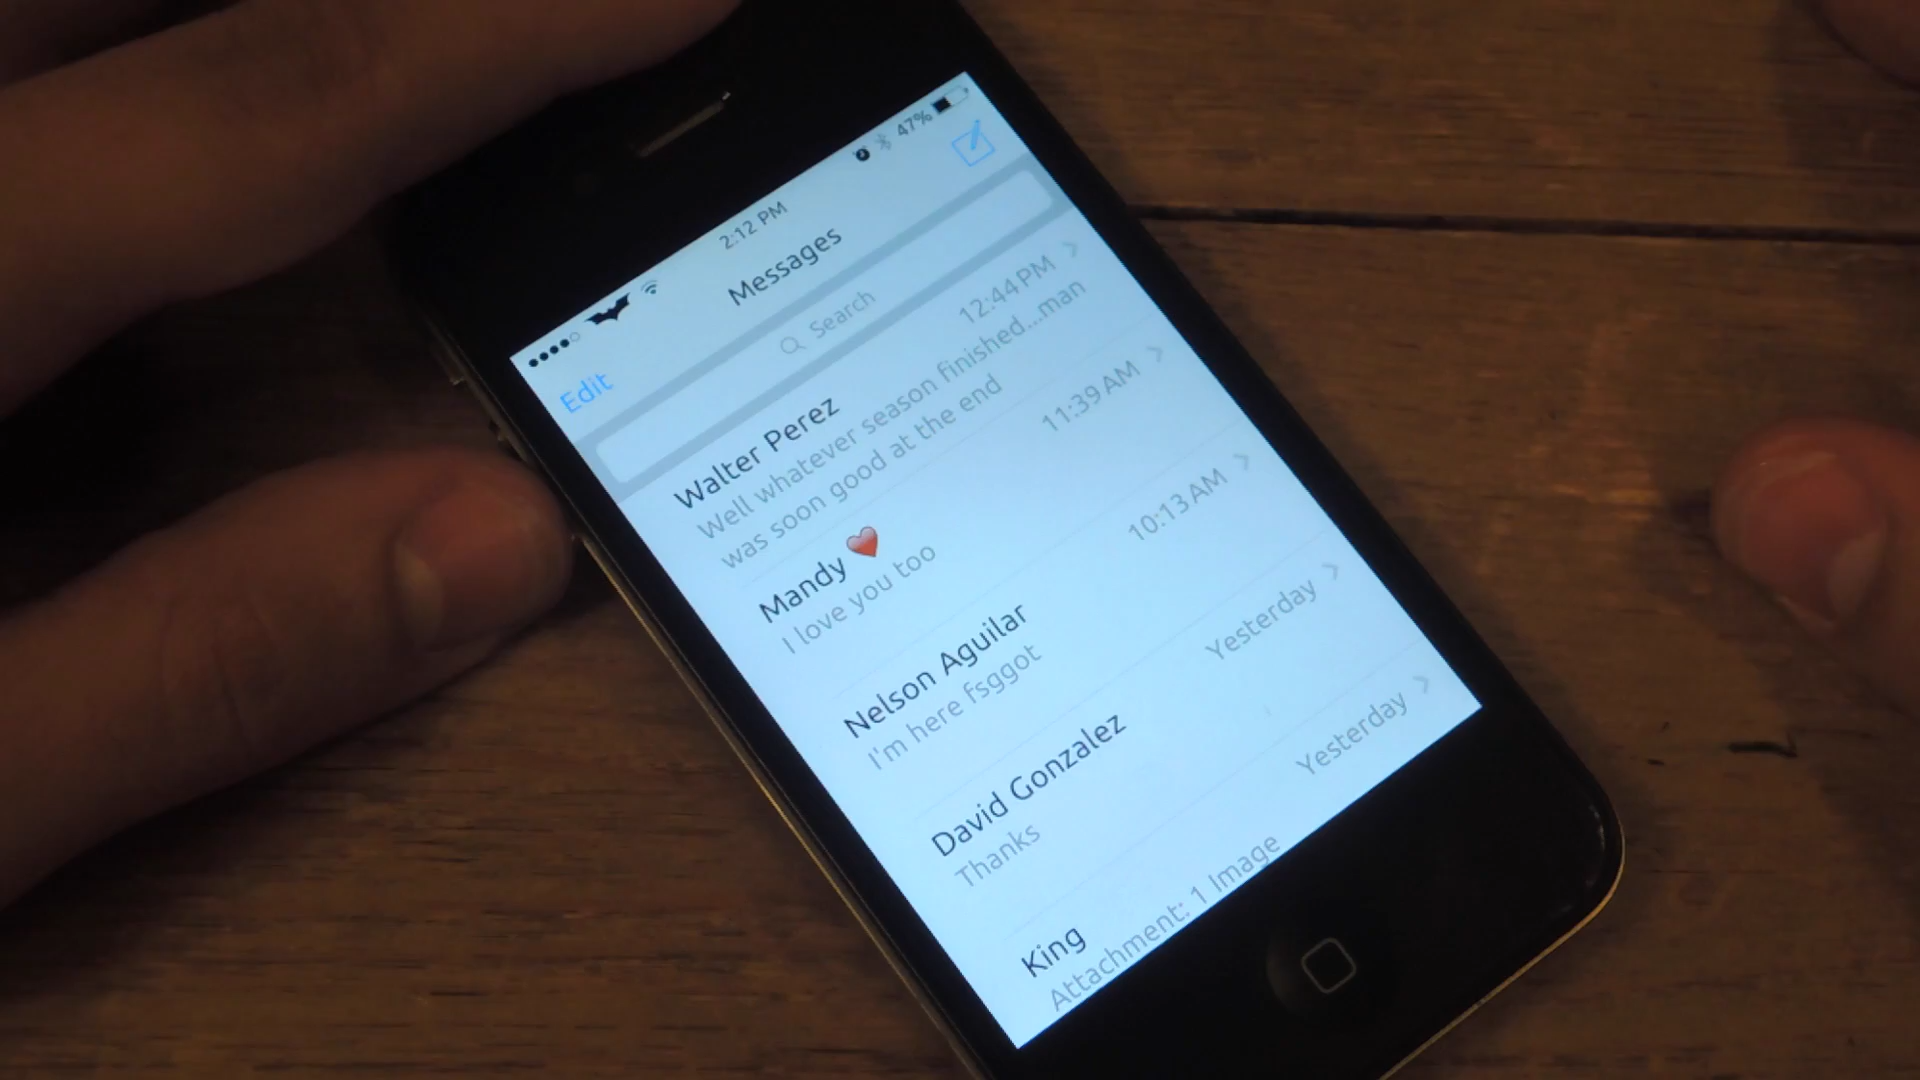 2:12 PM
47%
Edit
Messages
Search
Walter Perez
12:44 PM
Well whatever season finished...man
was soon good at the end
Mandy ❤️
11:39 AM
I love you too
Nelson Aguilar
10:13 AM
I'm here fsggot
David Gonzalez
Yesterday
Thanks
King
Yesterday
Attachment: 1 Image